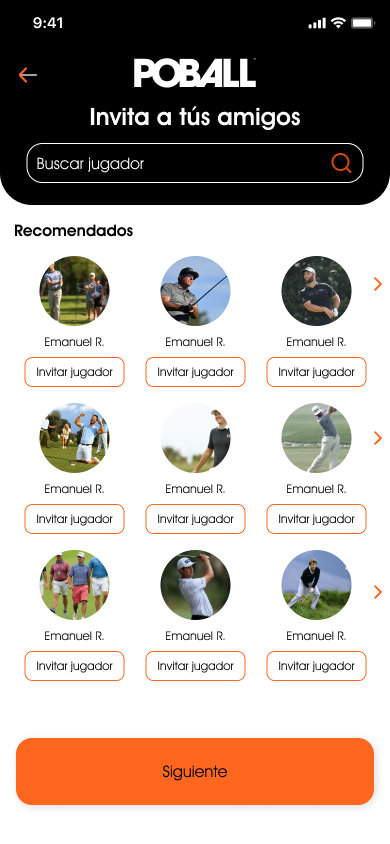 9:41
POBALL
Invita a tús amigos
Buscar jugador
Recomendados
Emanuel R. Emanuel R. Emanuel R.
Invitar jugador Invitar jugador Invitar jugador
Emanuel R. Emanuel R. Emanuel R.
Invitar jugador Invitar jugador Invitar jugador
Emanuel R. Emanuel R. Emanuel R.
Invitar jugador Invitar jugador Invitar jugador
Siguiente